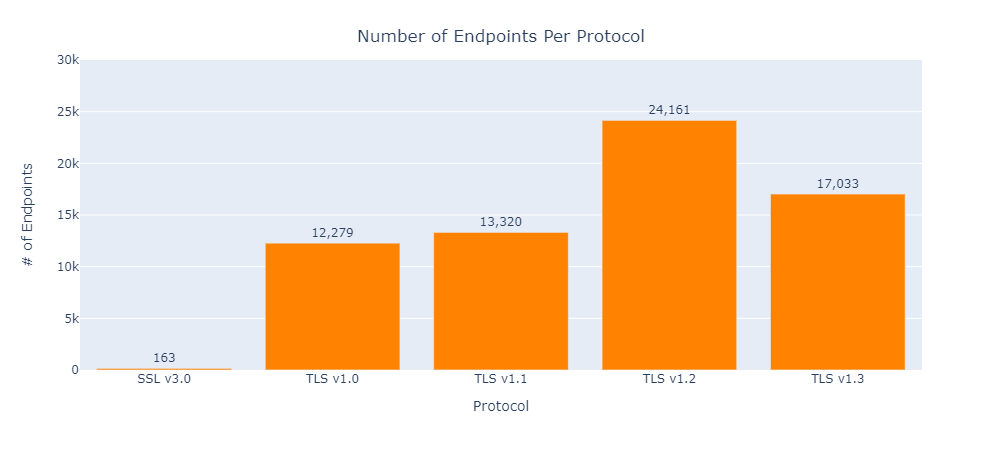 Number of Endpoints Per Protocol
30k
25k
20k
15k
10k
5k
0
# of Endpoints
163
12,279
13,320
24,161
17,033
SSL v3.0
TLS v1.0
TLS v1.1
TLS v1.2
TLS v1.3
Protocol